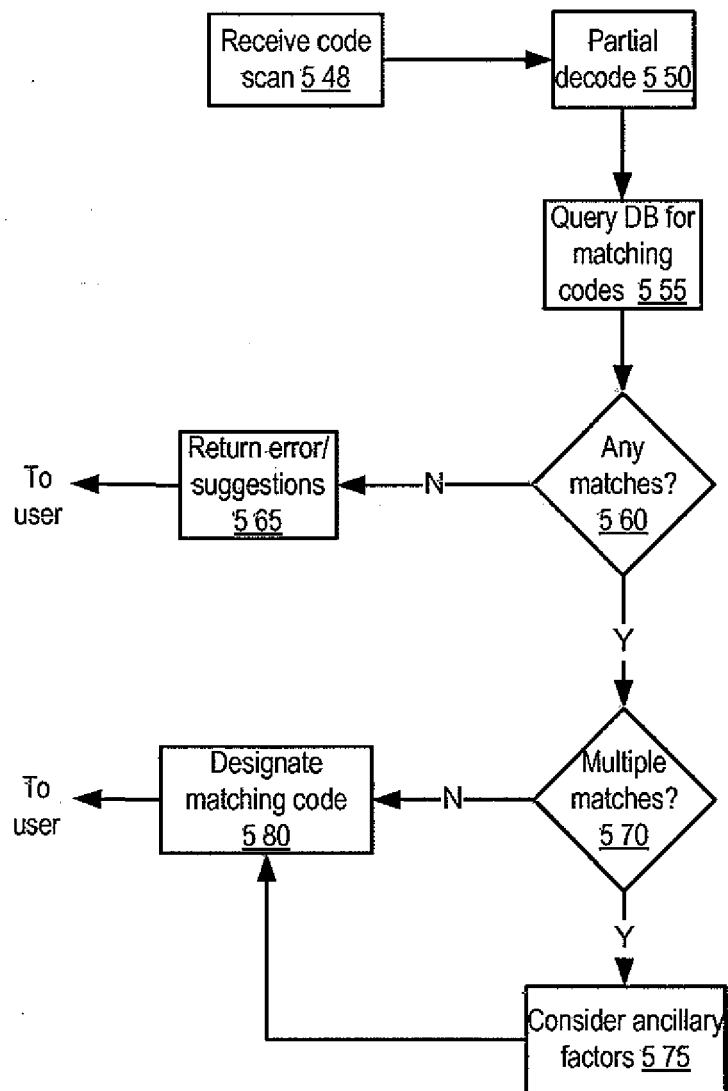 Receive code
scan 5 48
Partial
decode 5 50
Query DB for
matching
codes 5 55
Any
matches?
5 60
N
Return error/
suggestions
5 65
To
user
Y
Multiple
matches?
5 70
N
Designate
matching code
5 80
To
user
Y
Consider ancillary
factors 5 75